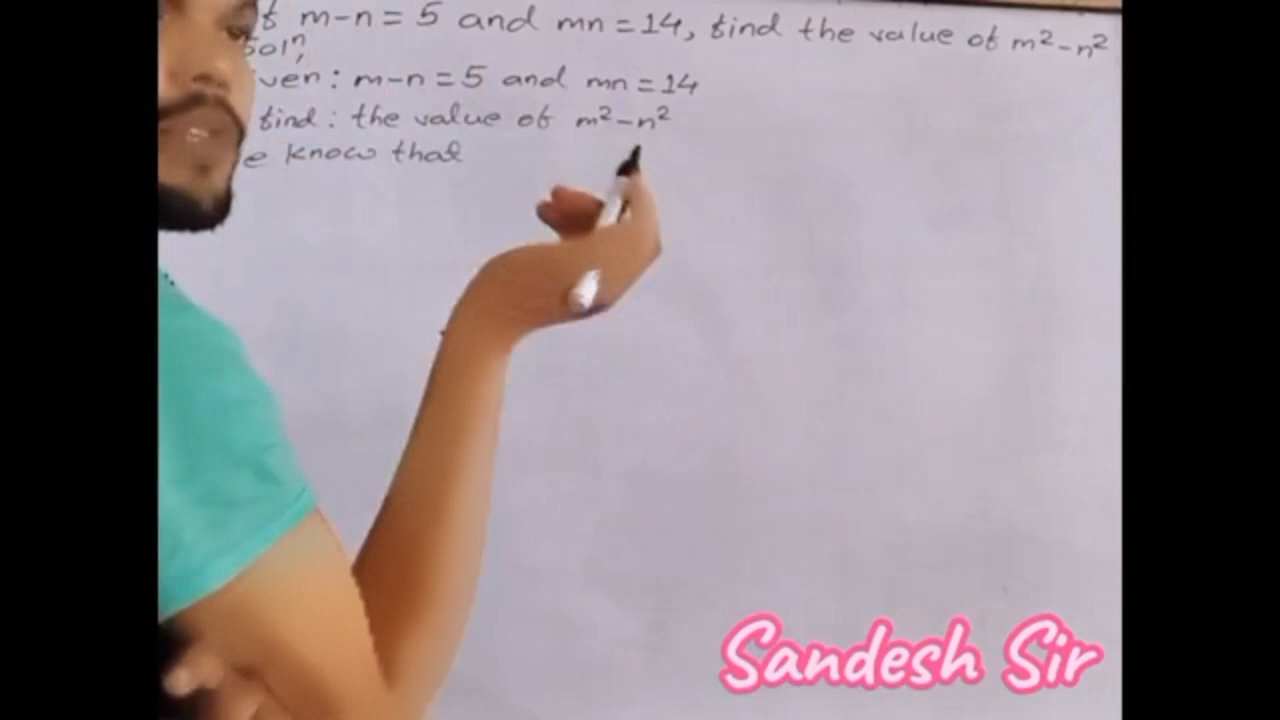 f m-n=5 and mn=14, find the value of m²-n²
Solⁿ,
ven: m-n=5 and mn=14
find: the value of m²-n²
e know that
Sandesh Sir